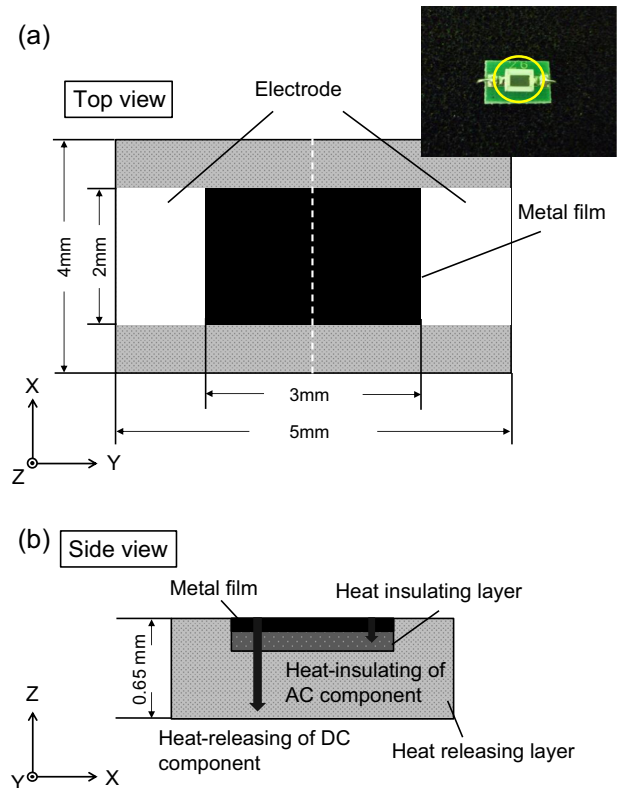 (a)
Top view
Electrode
Metal film
4mm
2mm
3mm
5mm
X
Z
Y
(b)
Side view
Metal film
Heat insulating layer
0.65 mm
Heat-insulating of
AC component
Z
Y
X
Heat-releasing of DC
component
Heat releasing layer